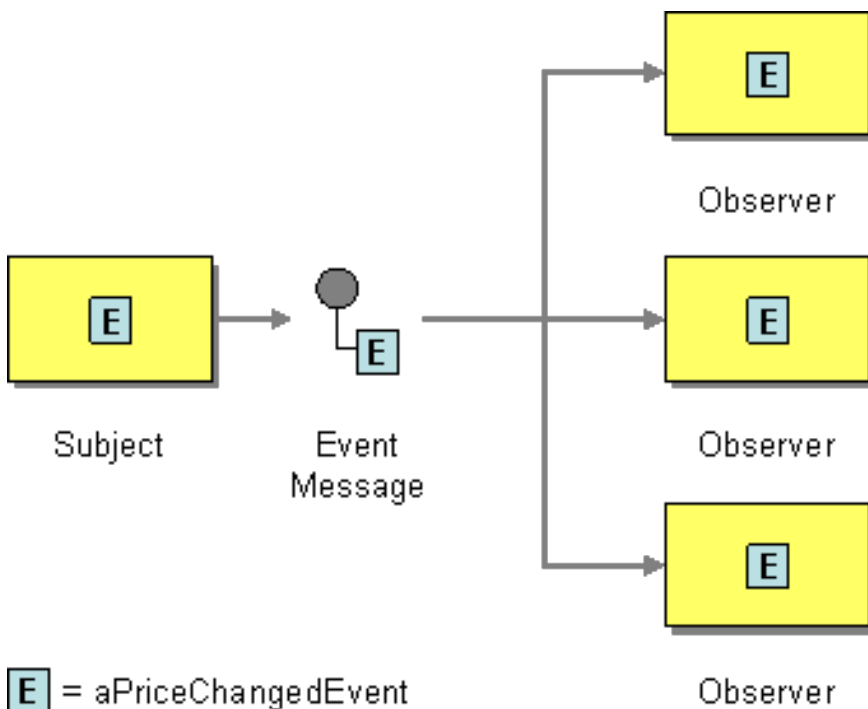 E
Observer
E
E
E
E
Subject
Event
Message
Observer
E
E = aPriceChangedEvent
Observer